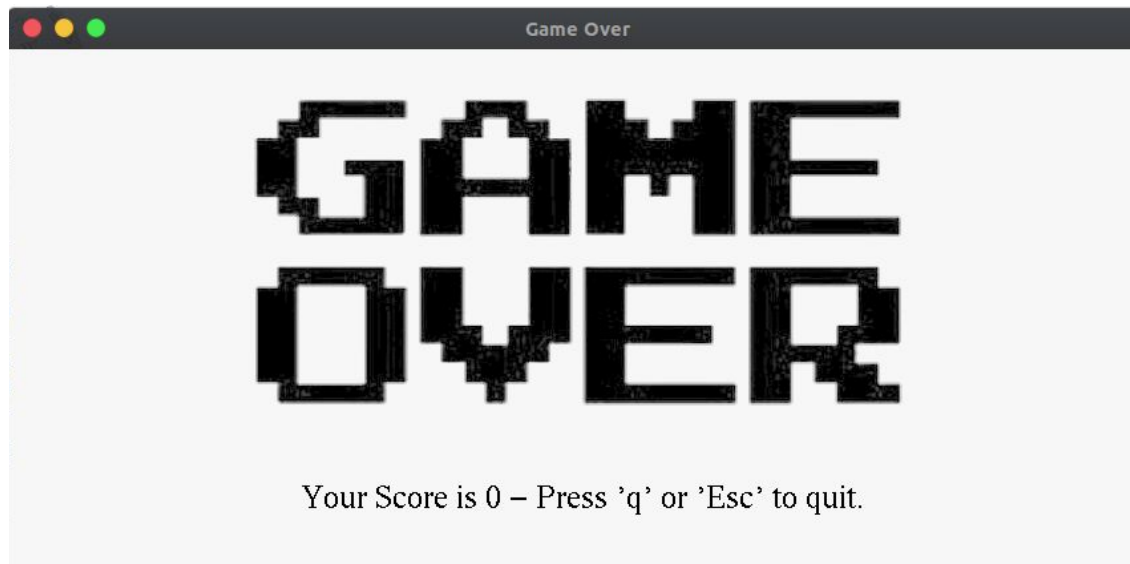 Game Over
GAME
OVER
Your Score is 0 – Press ’q’ or ’Esc’ to quit.